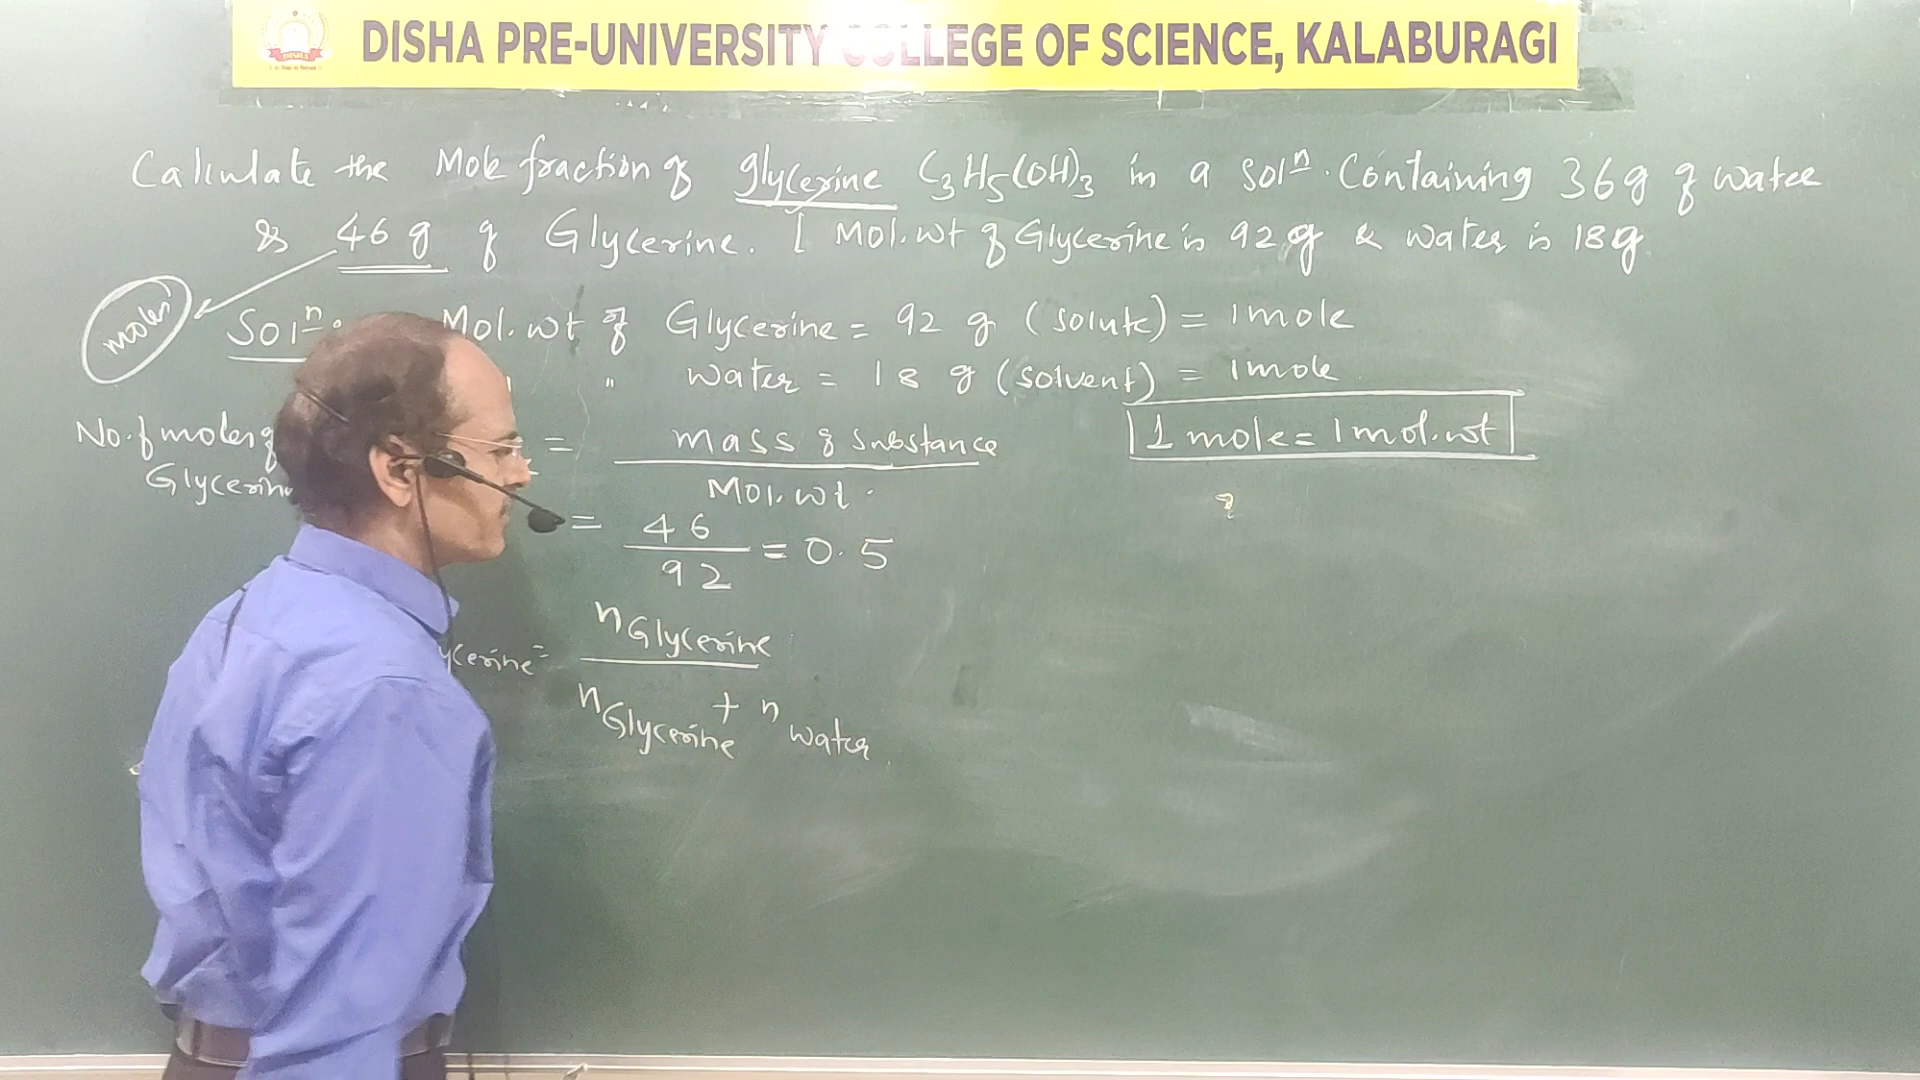 DISHA PRE-UNIVERSITY COLLEGE OF SCIENCE, KALABURAGI
Calculate the Mole fraction of glycerine C₃H₅(OH)₃ in a solⁿ. Containing 36g of water
& 46 g of Glycerine. [ Mol.wt of Glycerine is 92 g & water is 18g
moles
Solⁿ Mol.wt of Glycerine = 92 g (solute) = 1mole
" water = 18 g (solvent) = 1mole
1 mole = 1mol.wt
No. of moles of Glycerine = mass of substance / Mol. wt.
= 46 / 92 = 0.5
ycerine = nGlycerine / nGlycerine + n water